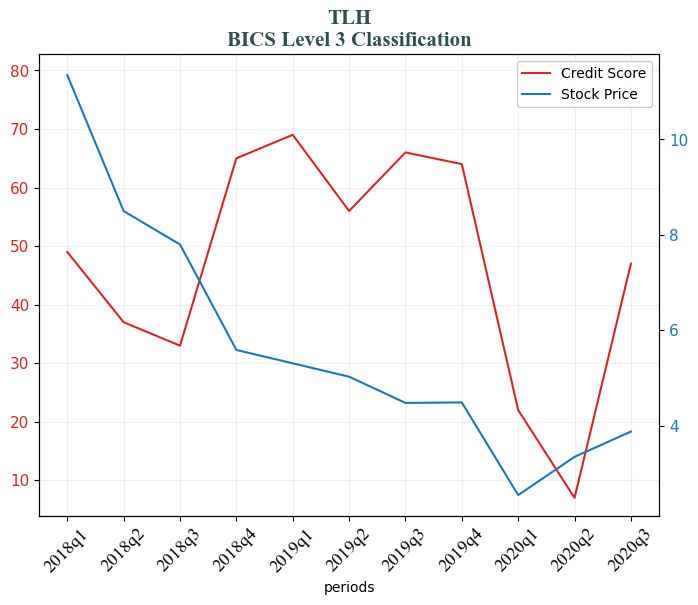 TLH
BICS Level 3 Classification
Credit Score
Stock Price
80
70
60
50
40
30
20
10
10
8
6
4
2018q1
2018q2
2018q3
2018q4
2019q1
2019q2
2019q3
2019q4
2020q1
2020q2
2020q3
periods